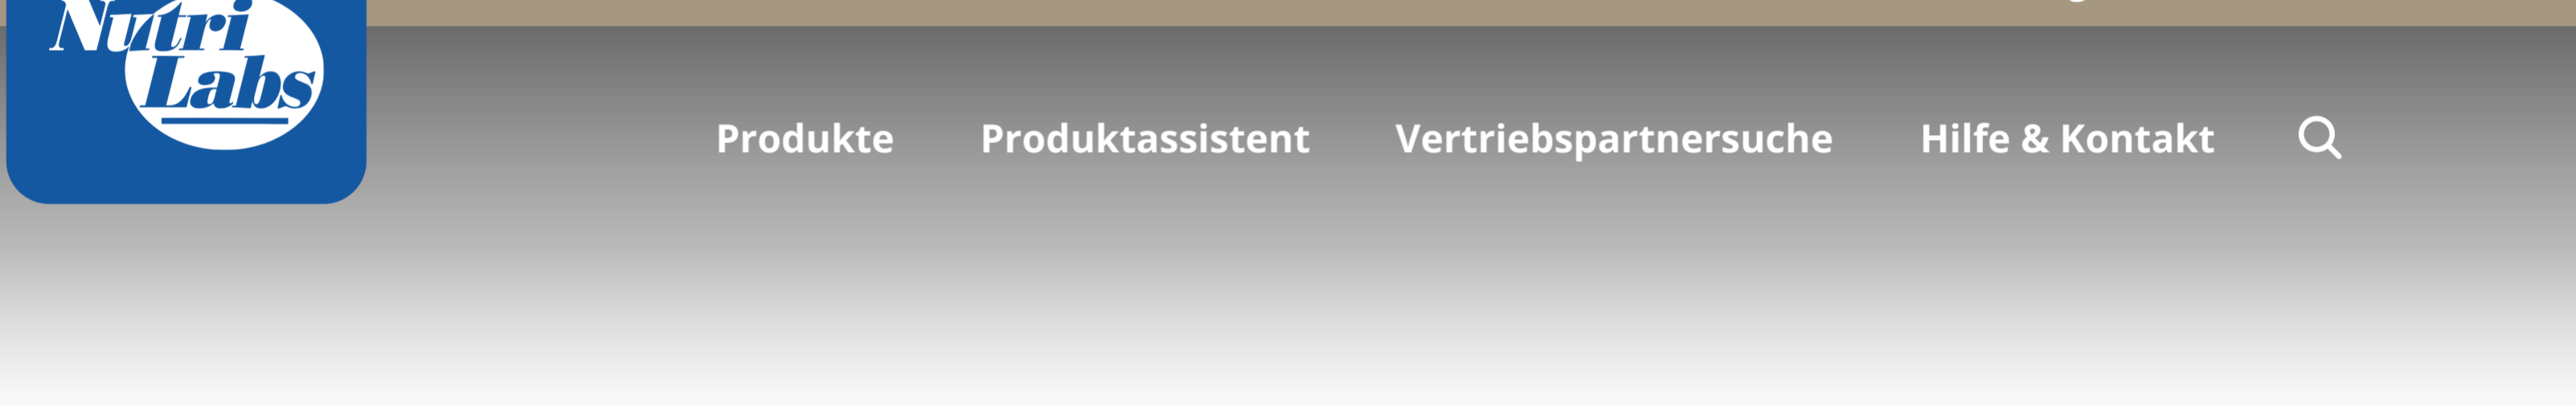 Nutri
Labs
Produkte Produktassistent Vertriebspartnersuche Hilfe & Kontakt